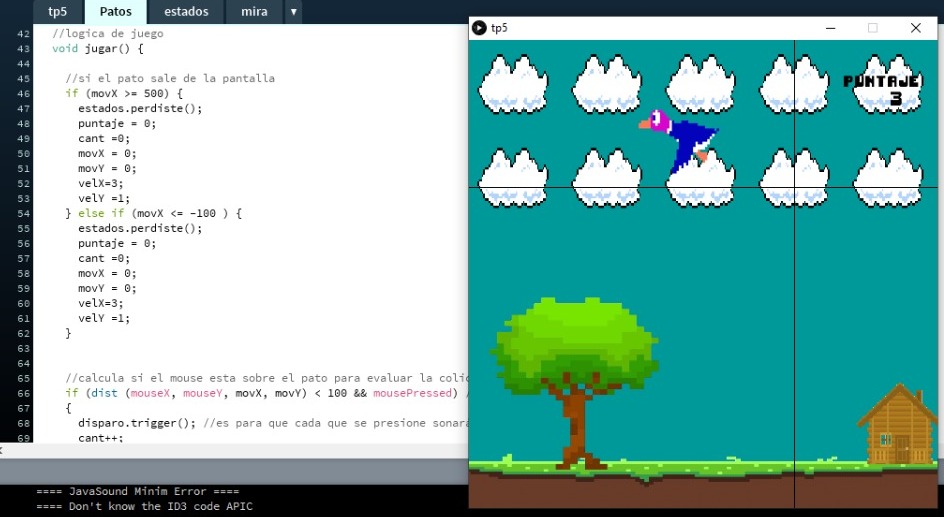 tp5 Patos estados mira
42 //logica de juego
43 void jugar() {
44
45 //si el pato sale de la pantalla
46 if (movX >= 500) {
47 estados.perdiste();
48 puntaje = 0;
49 cant =0;
50 movX = 0;
51 movY = 0;
52 velX=3;
53 velY =1;
54 } else if (movX <= -100 ) {
55 estados.perdiste();
56 puntaje = 0;
57 cant =0;
58 movX = 0;
59 movY = 0;
60 velX=3;
61 velY =1;
62 }
63
64
65 //calcula si el mouse esta sobre el pato para evaluar la colic
66 if (dist (mouseX, mouseY, movX, movY) < 100 && mousePressed) /
67 {
68 disparo.trigger(); //es para que cada que se presione sonara
69 cant++;
==== JavaSound Minim Error ====
==== Don't know the ID3 code APIC
tp5
PUNTAJE
3